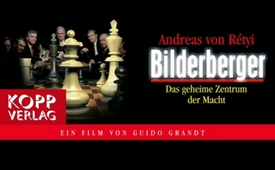 Andreas von Rétyi
Bilderberger
Das geheime Zentrum
der Macht
KOPP
VERLAG
EIN FILM VON GUIDO GRANDT